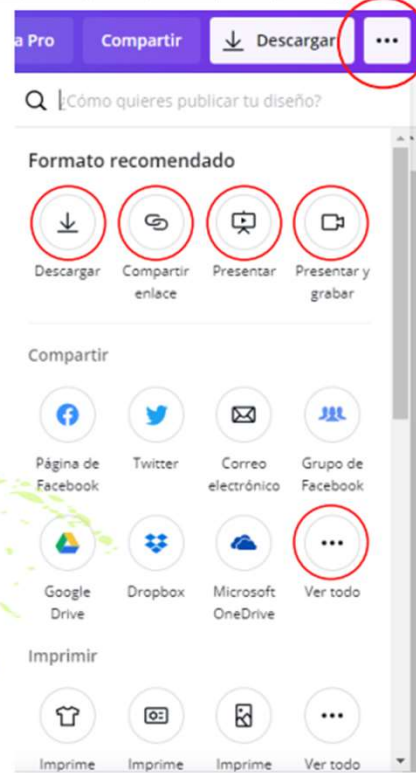 a Pro Compartir Descargar ...
¿Cómo quieres publicar tu diseño?
Formato recomendado
Descargar Compartir Presentar Presentar y
enlace grabar
Compartir
Página de Twitter Correo Grupo de
Facebook electrónico Facebook
Google Dropbox Microsoft Ver todo
Drive OneDrive
Imprimir
Imprime Imprime Imprime Ver todo